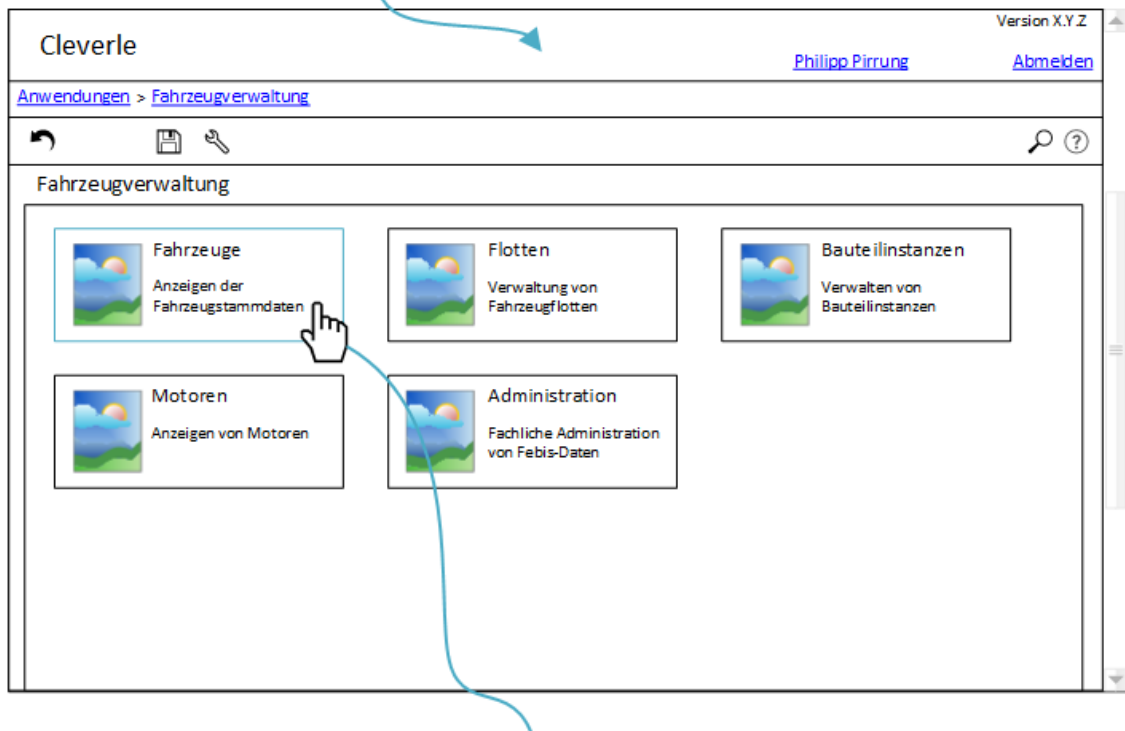 Version X.Y.Z
Cleverle
Philipp Pirrung Abmelden
Anwendungen > Fahrzeugverwaltung
?
Fahrzeugverwaltung
Fahrzeuge
Anzeigen der
Fahrzeugstammdaten
Flotten
Verwaltung von
Fahrzeugflotten
Bauteilinstanzen
Verwalten von
Bauteilinstanzen
Motoren
Anzeigen von Motoren
Administration
Fachliche Administration
von Febis-Daten